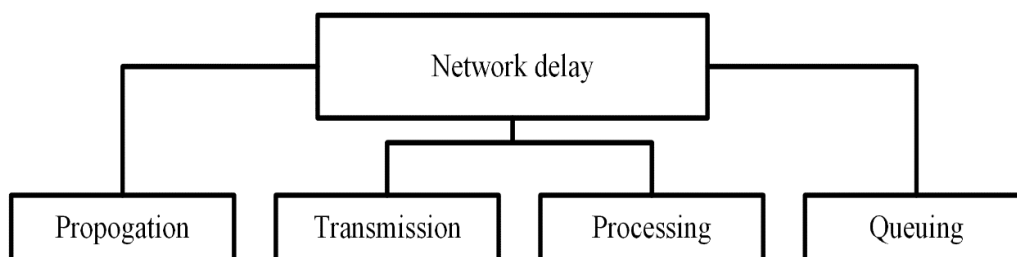 Network delay
Propogation
Transmission
Processing
Queuing